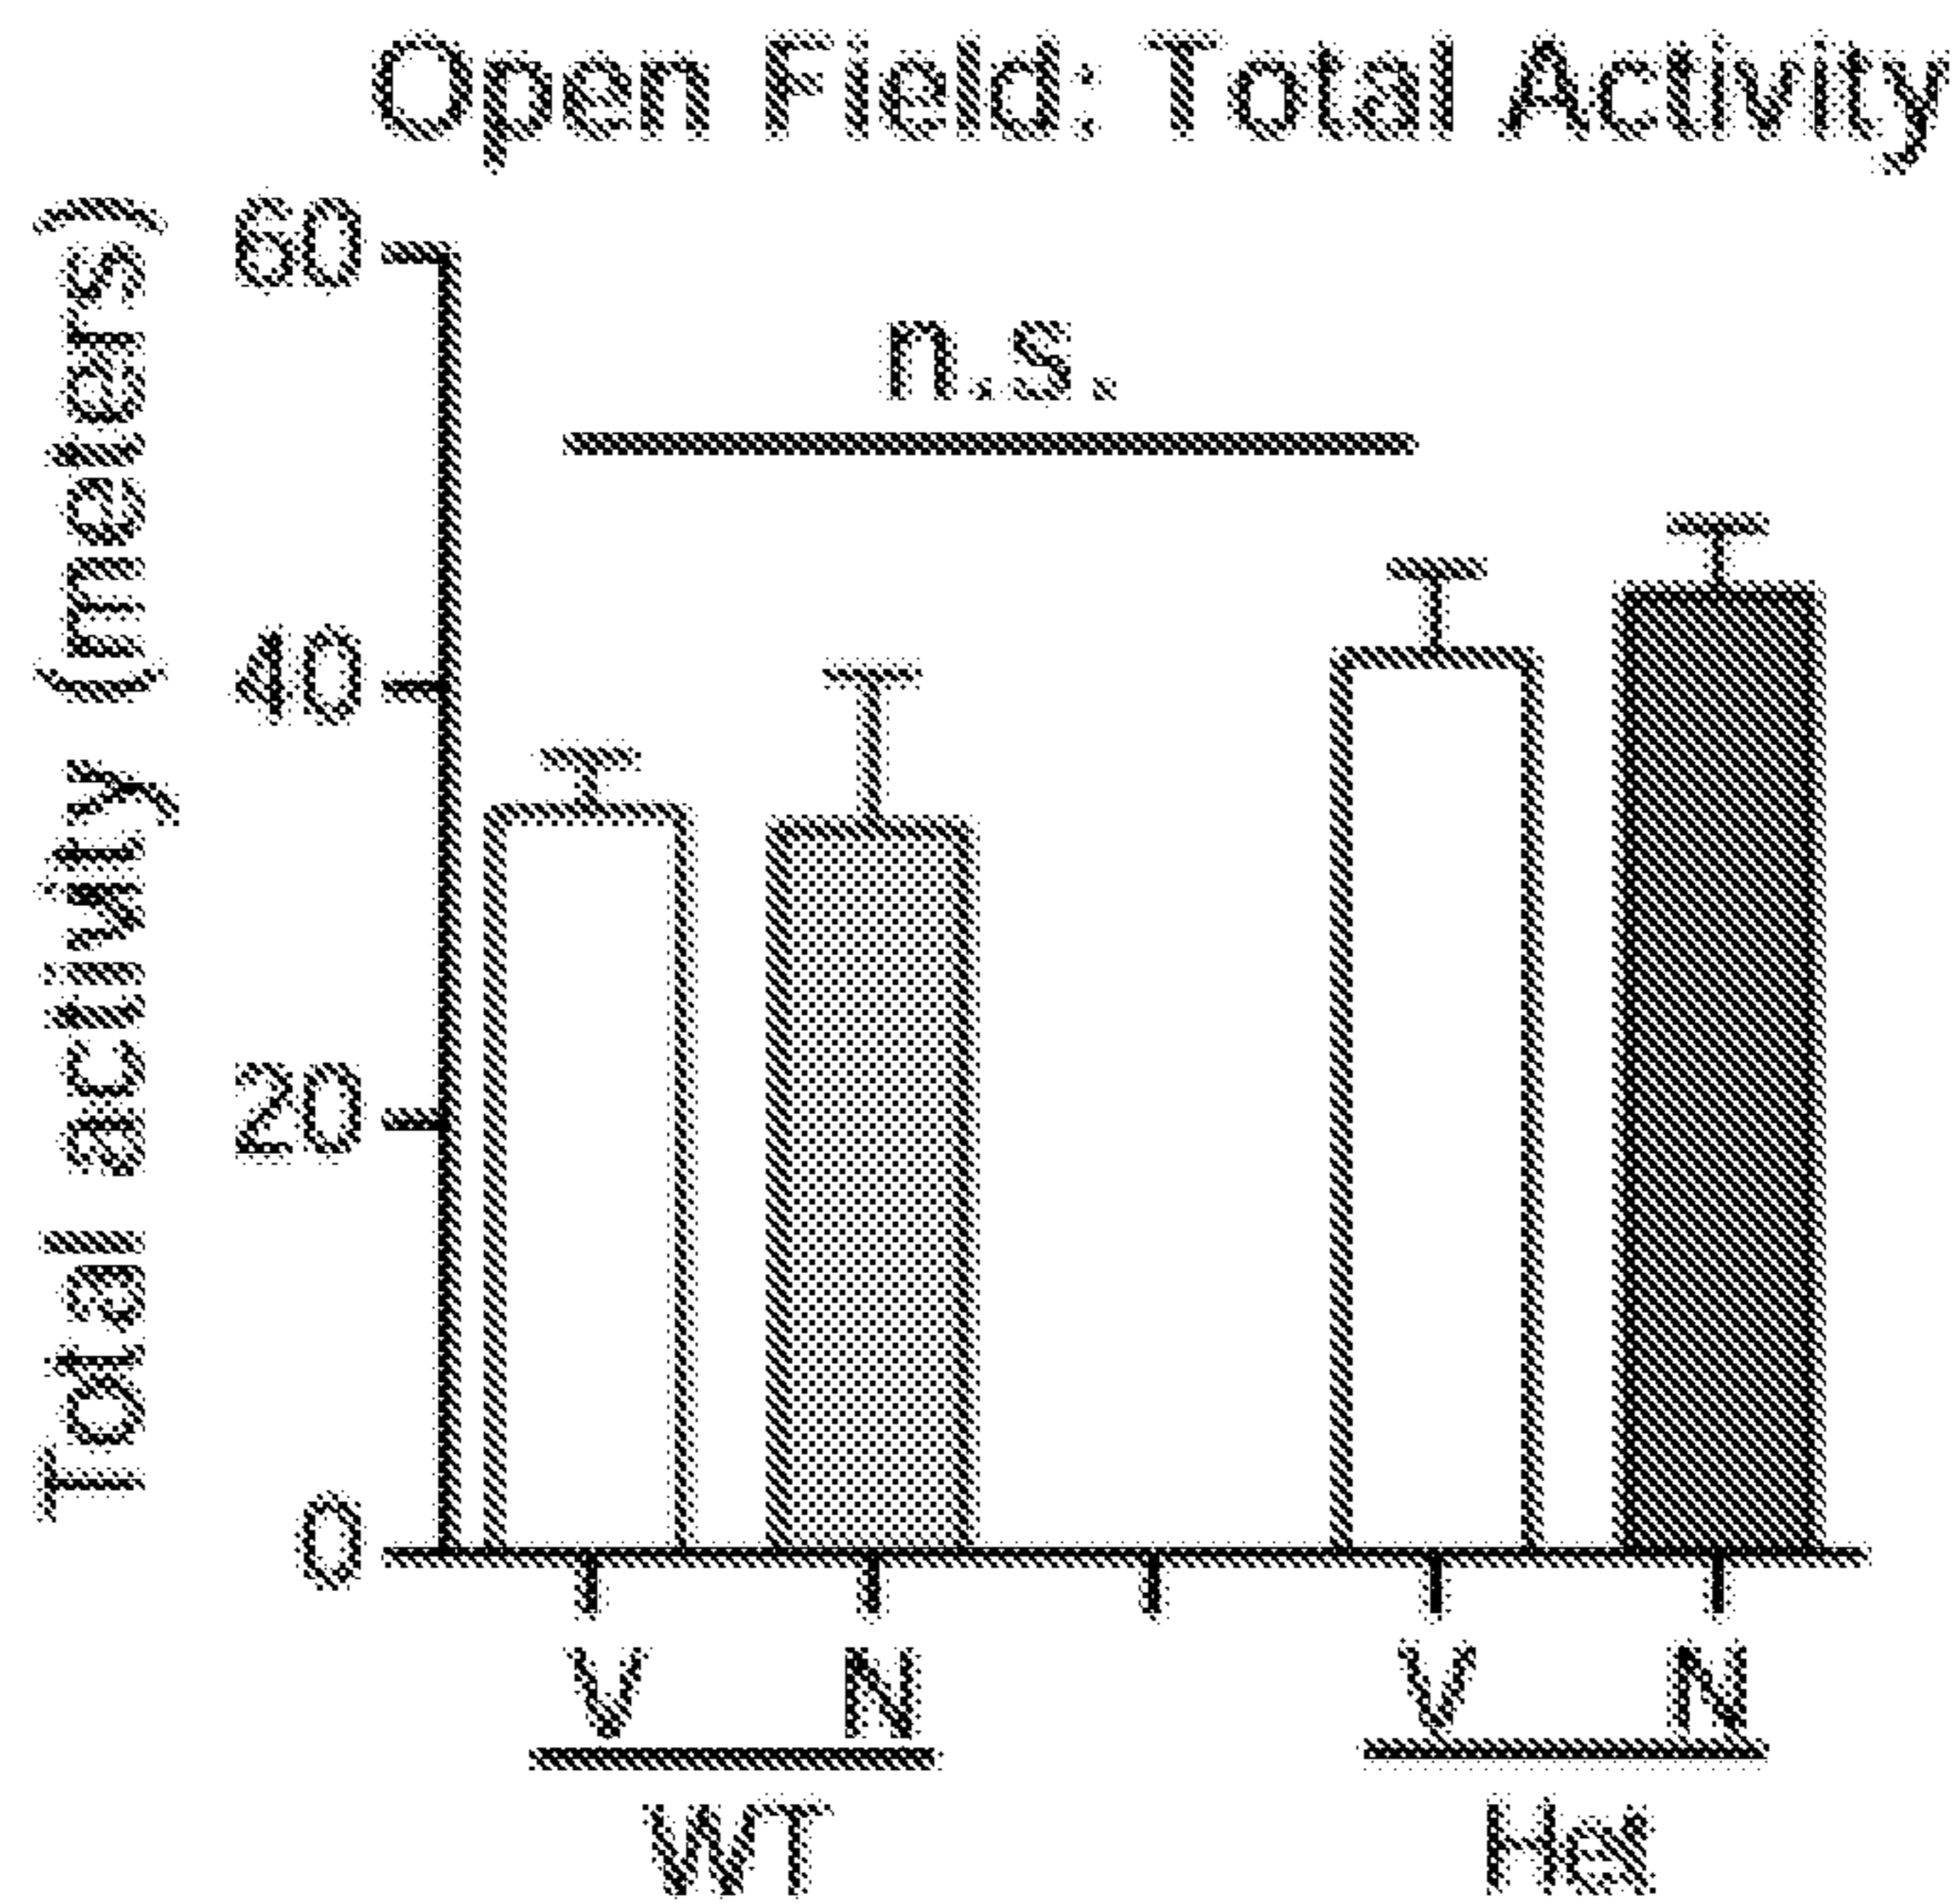 Open Field: Total Activity
Total activity (meters)
60
n.s.
40
20
0
V N V N
WT Het